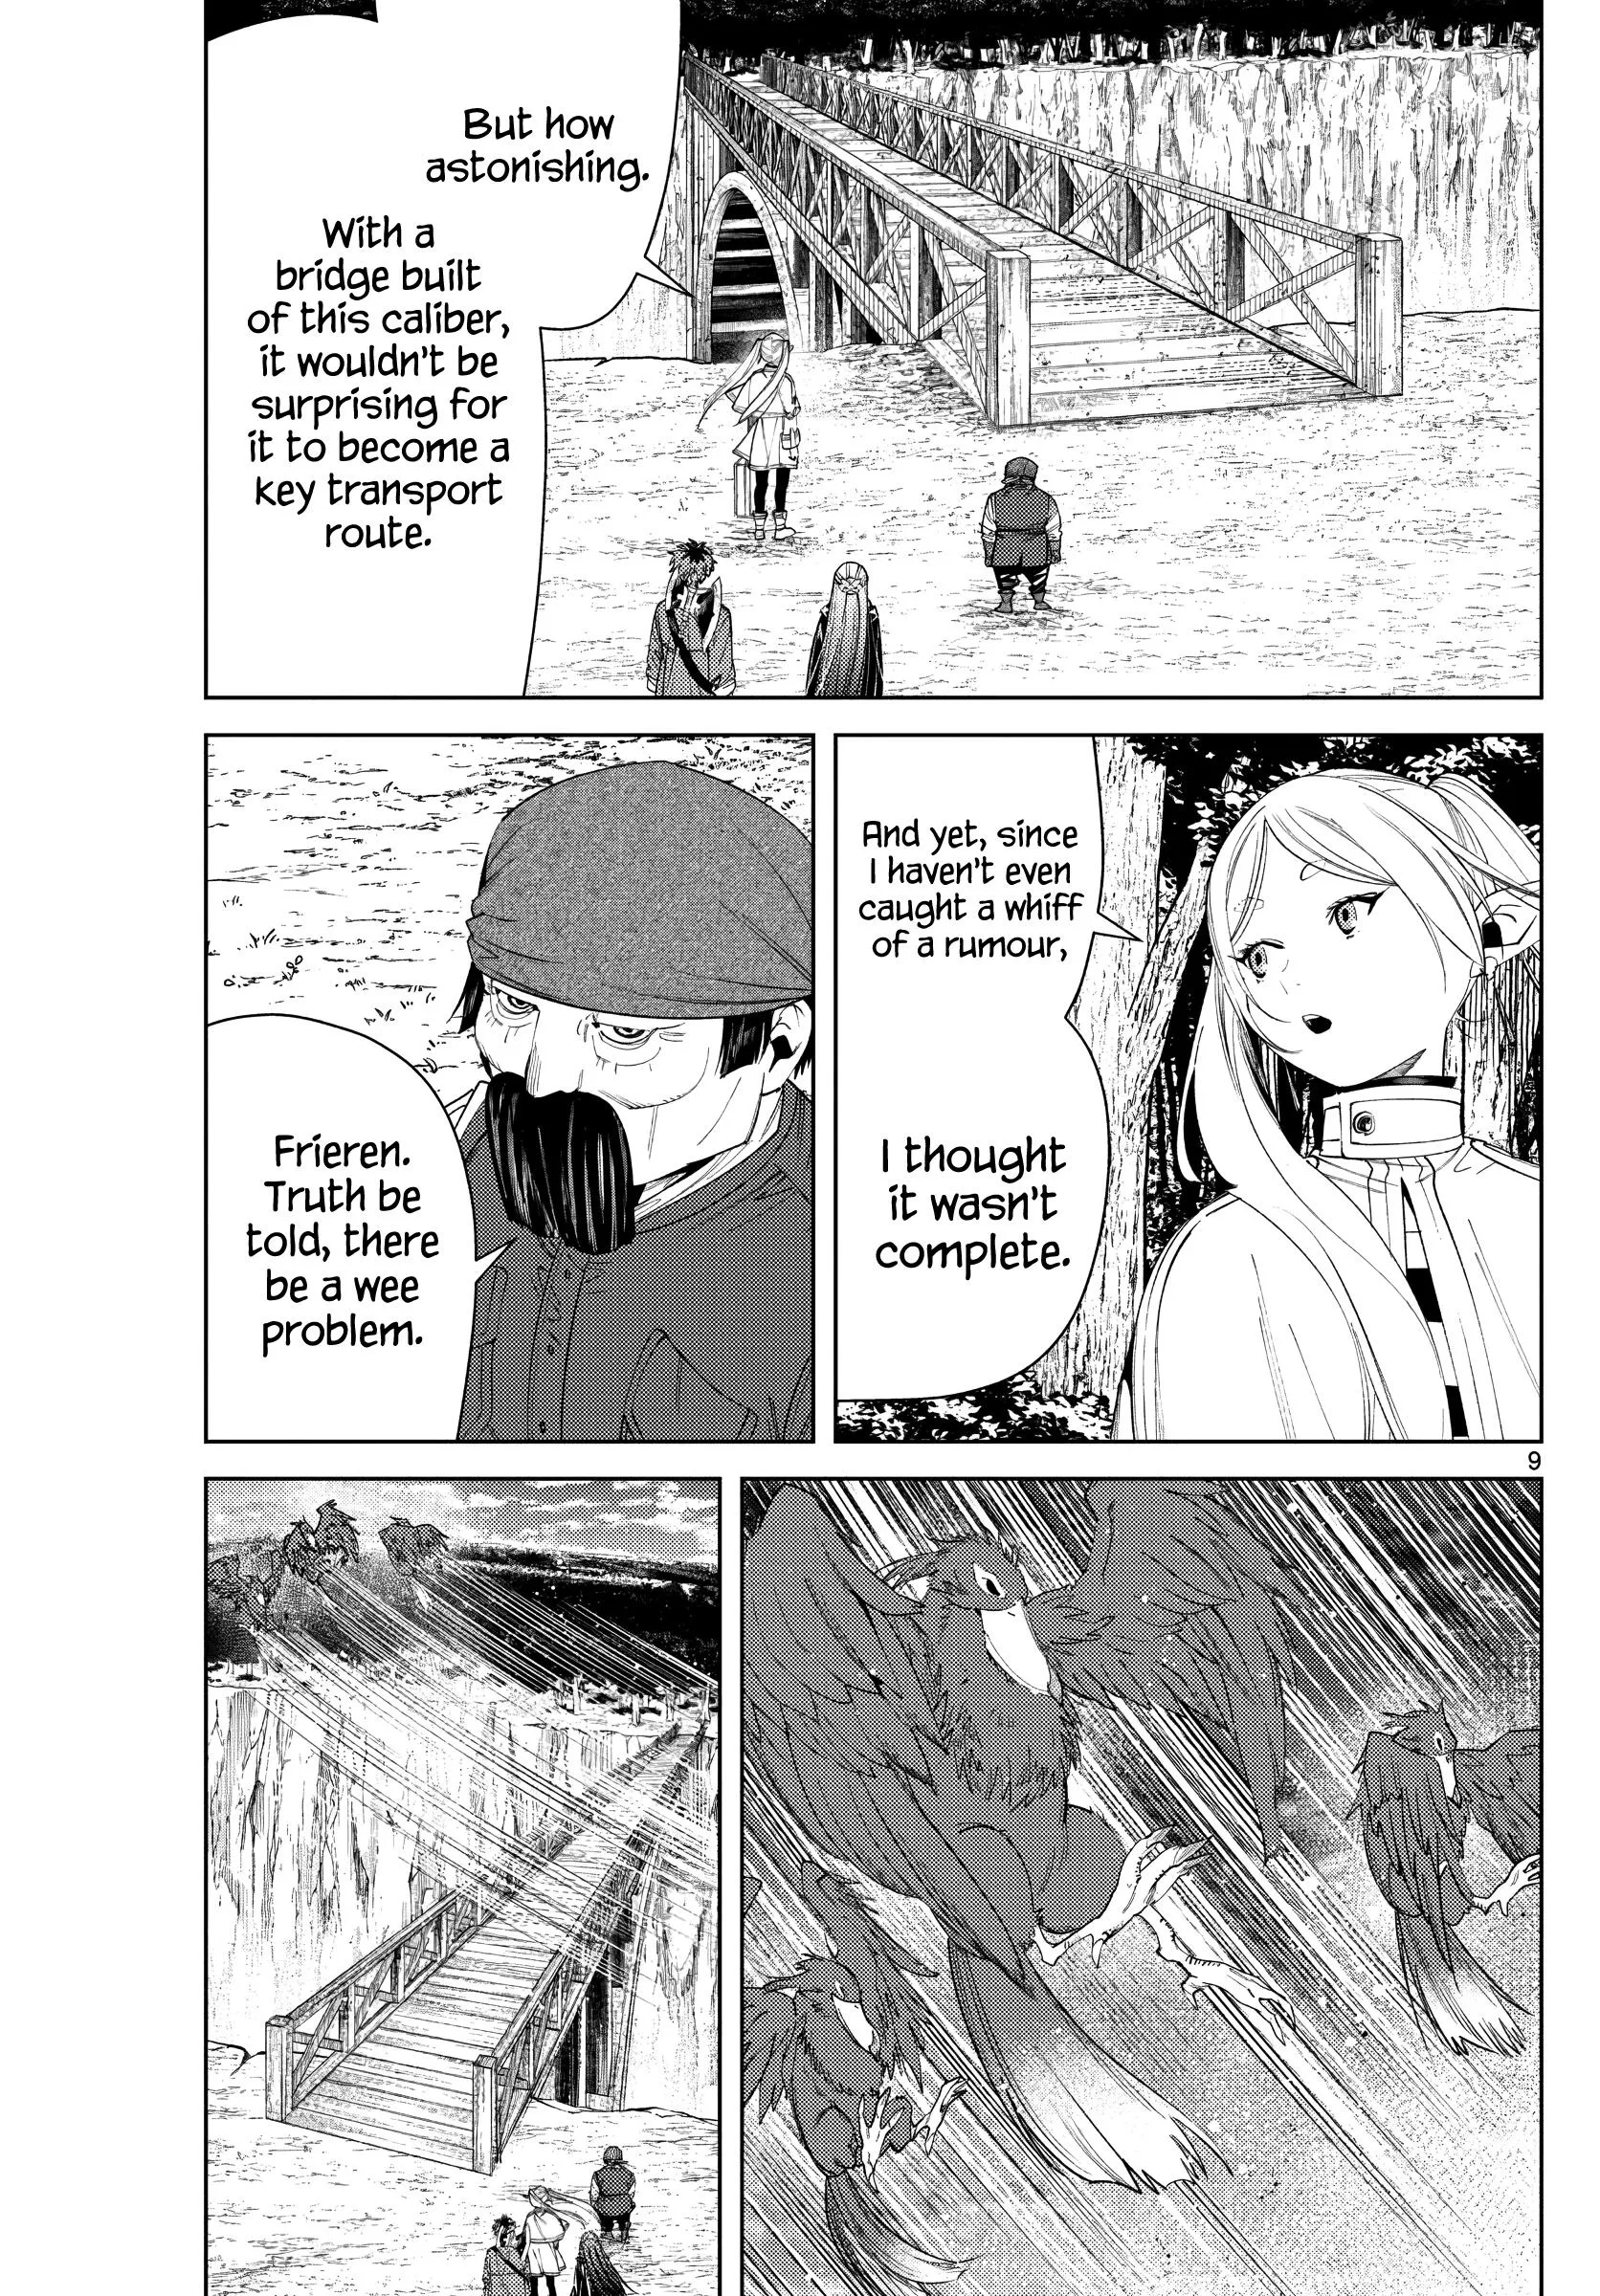 But how
astonishing.
With a
bridge built
of this caliber,
it wouldn't be
surprising for
it to become a
key transport
route.
And yet, since
I haven't even
caught a whiff
of a rumour,
I thought
it wasn't
complete.
Frieren.
Truth be
told, there
be a wee
problem.
9